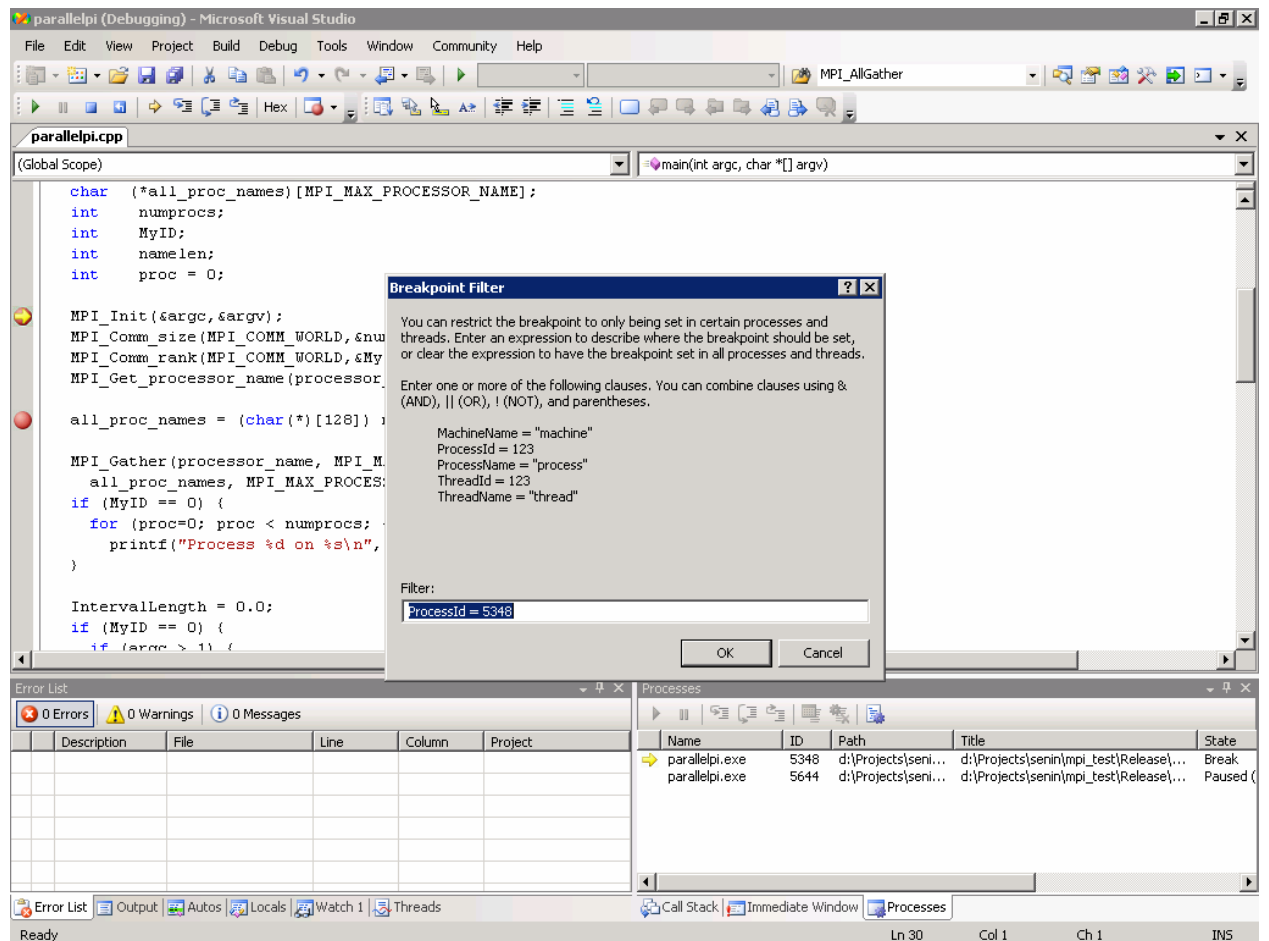 parallelpi (Debugging) - Microsoft Visual Studio
File Edit View Project Build Debug Tools Window Community Help
MPI_AllGather
Hex
parallelpi.cpp
(Global Scope) main(int argc, char *[] argv)
char (*all_proc_names)[MPI_MAX_PROCESSOR_NAME];
int numprocs;
int MyID;
int namelen;
int proc = 0;
MPI_Init(&argc,&argv);
MPI_Comm_size(MPI_COMM_WORLD,&nu
MPI_Comm_rank(MPI_COMM_WORLD,&My
MPI_Get_processor_name(processor_
all_proc_names = (char(*)[128])
MPI_Gather(processor_name, MPI_M
all_proc_names, MPI_MAX_PROCES
if (MyID == 0) {
for (proc=0; proc < numprocs;
printf("Process %d on %s\n",
}
IntervalLength = 0.0;
if (MyID == 0) {
if (argc > 1) {
Breakpoint Filter
You can restrict the breakpoint to only being set in certain processes and
threads. Enter an expression to describe where the breakpoint should be set,
or clear the expression to have the breakpoint set in all processes and threads.
Enter one or more of the following clauses. You can combine clauses using &
(AND), || (OR), ! (NOT), and parentheses.
MachineName = "machine"
ProcessId = 123
ProcessName = "process"
ThreadId = 123
ThreadName = "thread"
Filter:
ProcessId = 5348
OK Cancel
Error List
0 Errors 0 Warnings 0 Messages
Description File Line Column Project
Processes
Name ID Path Title State
parallelpi.exe 5348 d:\Projects\seni... d:\Projects\senin\mpi_test\Release\... Break
parallelpi.exe 5644 d:\Projects\seni... d:\Projects\senin\mpi_test\Release\... Paused (
Error List Output Autos Locals Watch 1 Threads
Call Stack Immediate Window Processes
Ready Ln 30 Col 1 Ch 1 INS